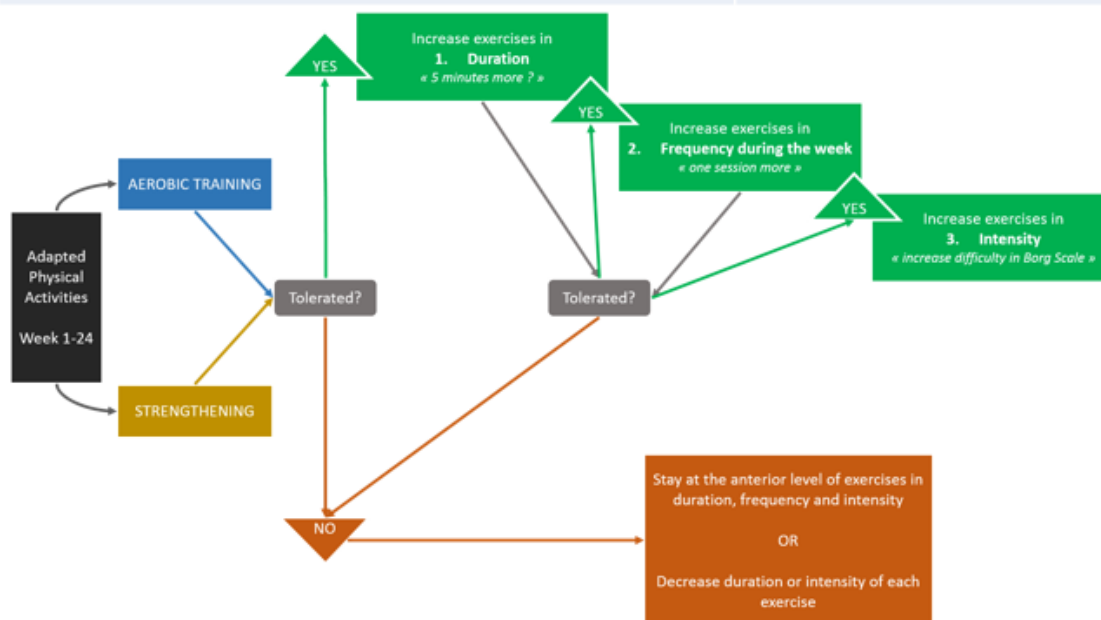 Increase exercises in
1. Duration
« 5 minutes more ? »
YES
YES
Increase exercises in
2. Frequency during the week
« one session more »
YES
Increase exercises in
3. Intensity
« increase difficulty in Borg Scale »
AEROBIC TRAINING
Adapted
Physical
Activities
Week 1-24
Tolerated?
Tolerated?
STRENGTHENING
NO
Stay at the anterior level of exercises in
duration, frequency and intensity
OR
Decrease duration or intensity of each
exercise